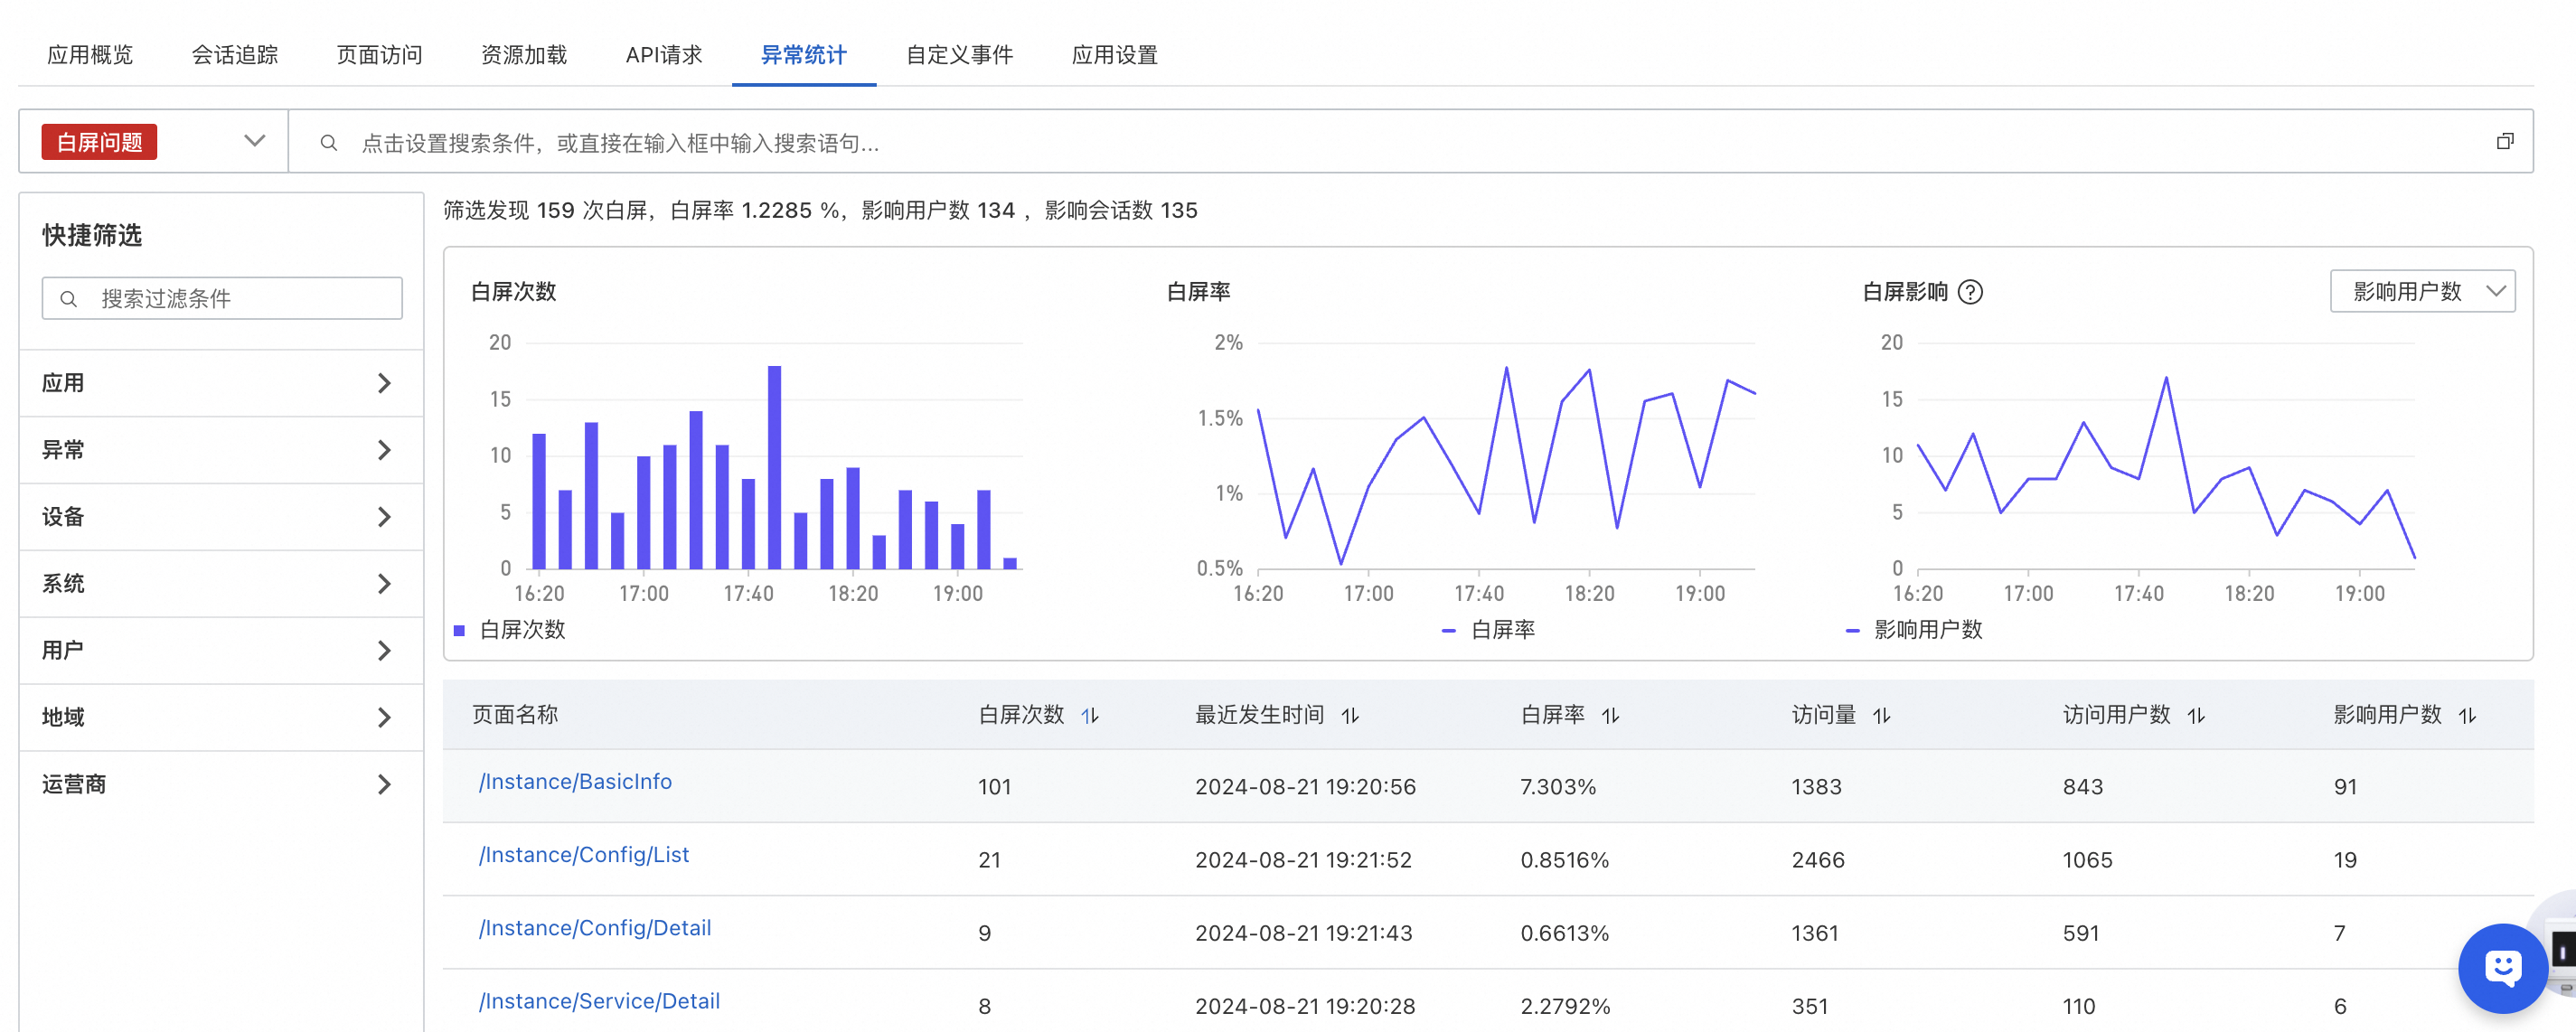 应用概览 会话追踪 页面访问 资源加载 API请求 异常统计 自定义事件 应用设置
白屏问题 点击设置搜索条件，或直接在输入框中输入搜索语句...
快捷筛选
搜索过滤条件
应用
异常
设备
系统
用户
地域
运营商
筛选发现 159 次白屏，白屏率 1.2285 %，影响用户数 134 ，影响会话数 135
白屏次数
20
15
10
5
0
16:20 17:00 17:40 18:20 19:00
白屏次数
白屏率
2%
1.5%
1%
0.5%
16:20 17:00 17:40 18:20 19:00
白屏率
白屏影响 ? 影响用户数
20
15
10
5
0
16:20 17:00 17:40 18:20 19:00
影响用户数
页面名称 白屏次数 最近发生时间 白屏率 访问量 访问用户数 影响用户数
/Instance/BasicInfo 101 2024-08-21 19:20:56 7.303% 1383 843 91
/Instance/Config/List 21 2024-08-21 19:21:52 0.8516% 2466 1065 19
/Instance/Config/Detail 9 2024-08-21 19:21:43 0.6613% 1361 591 7
/Instance/Service/Detail 8 2024-08-21 19:20:28 2.2792% 351 110 6